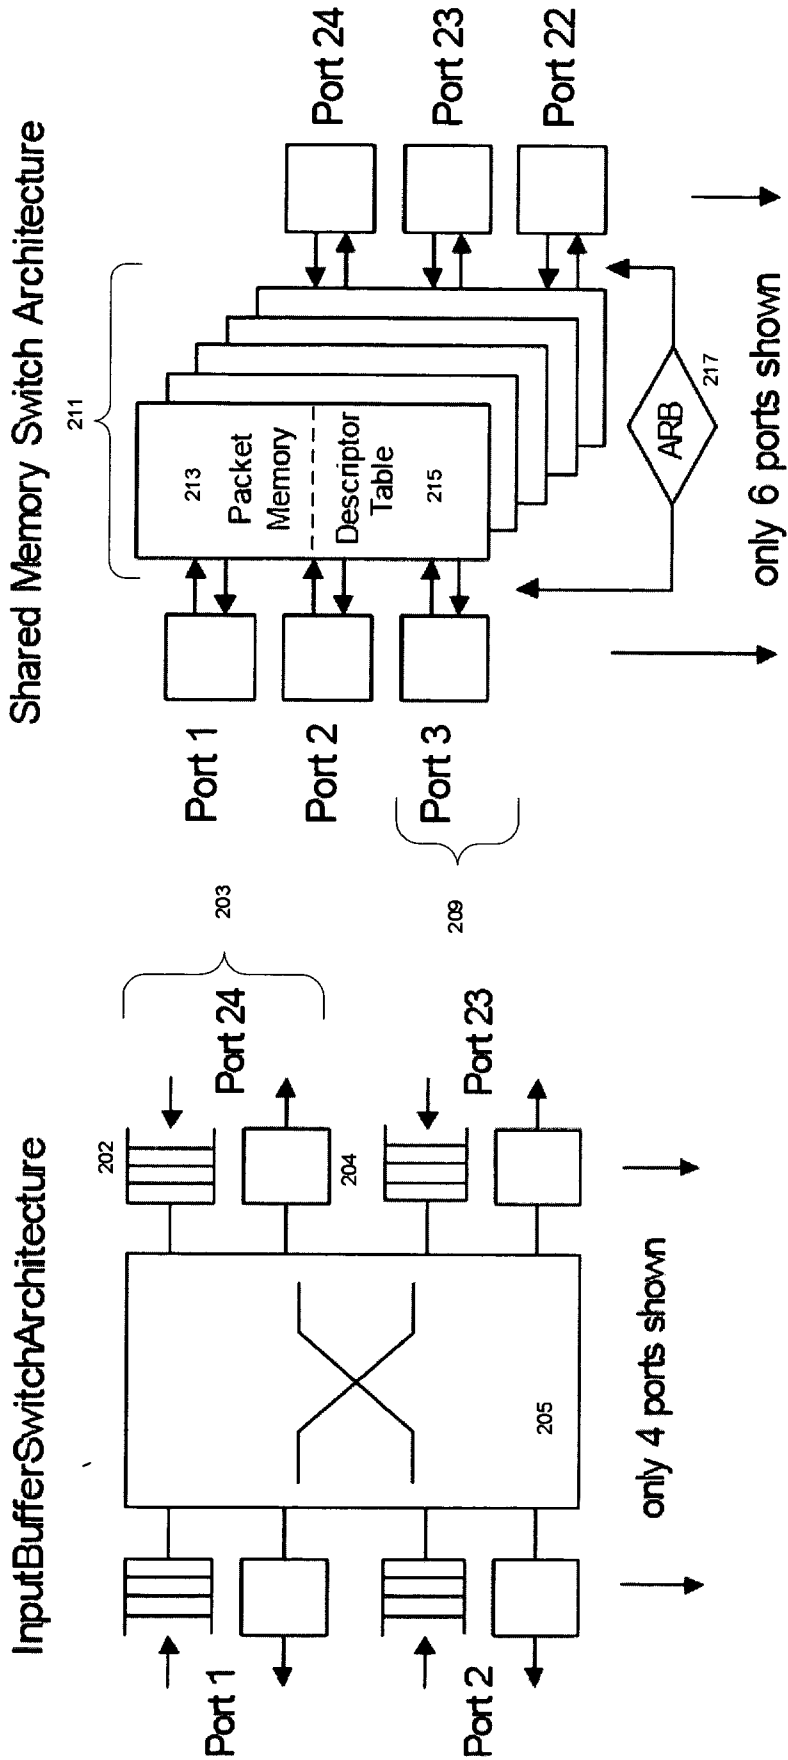 InputBufferSwitchArchitecture
202
203
Port 1
Port 24
204
Port 2
205
Port 23
only 4 ports shown
Shared Memory Switch Architecture
211
Port 1
213
Packet
Memory
Port 24
Port 2
Descriptor
Table
Port 23
209
Port 3
215
Port 22
ARB
217
only 6 ports shown